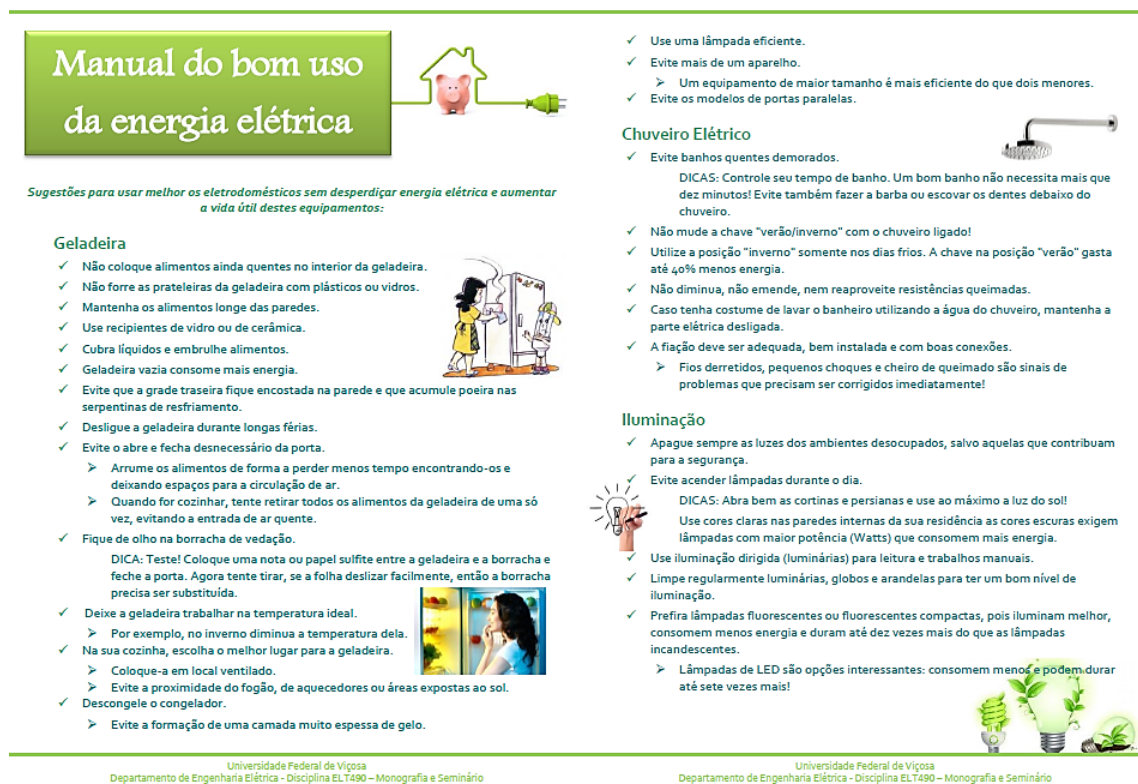 Manual do bom uso
da energia elétrica
Sugestões para usar melhor os eletrodomésticos sem desperdiçar energia elétrica e aumentar
a vida útil destes equipamentos:
Geladeira
✓ Não coloque alimentos ainda quentes no interior da geladeira.
✓ Não forre as prateleiras da geladeira com plásticos ou vidros.
✓ Mantenha os alimentos longe das paredes.
✓ Use recipientes de vidro ou de cerâmica.
✓ Cubra líquidos e embrulhe alimentos.
✓ Geladeira vazia consome mais energia.
✓ Evite que a grade traseira fique encostada na parede e que acumule poeira nas
serpentinas de resfriamento.
✓ Desligue a geladeira durante longas férias.
✓ Evite o abre e fecha desnecessário da porta.
➢ Arrume os alimentos de forma a perder menos tempo encontrando-os e
deixando espaços para a circulação de ar.
➢ Quando for cozinhar, tente retirar todos os alimentos da geladeira de uma só
vez, evitando a entrada de ar quente.
✓ Fique de olho na borracha de vedação.
DICA: Teste! Coloque uma nota ou papel sulfite entre a geladeira e a borracha e
feche a porta. Agora tente tirar, se a folha deslizar facilmente, então a borracha
precisa ser substituída.
✓ Deixe a geladeira trabalhar na temperatura ideal.
➢ Por exemplo, no inverno diminua a temperatura dela.
✓ Na sua cozinha, escolha o melhor lugar para a geladeira.
➢ Coloque-a em local ventilado.
➢ Evite a proximidade do fogão, de aquecedores ou áreas expostas ao sol.
✓ Descongele o congelador.
➢ Evite a formação de uma camada muito espessa de gelo.
Universidade Federal de Viçosa
Departamento de Engenharia Elétrica - Disciplina ELT490 – Monografia e Seminário
✓ Use uma lâmpada eficiente.
✓ Evite mais de um aparelho.
➢ Um equipamento de maior tamanho é mais eficiente do que dois menores.
✓ Evite os modelos de portas paralelas.
Chuveiro Elétrico
✓ Evite banhos quentes demorados.
DICAS: Controle seu tempo de banho. Um bom banho não necessita mais que
dez minutos! Evite também fazer a barba ou escovar os dentes debaixo do
chuveiro.
✓ Não mude a chave "verão/inverno" com o chuveiro ligado!
✓ Utilize a posição "inverno" somente nos dias frios. A chave na posição "verão" gasta
até 40% menos energia.
✓ Não diminua, não emende, nem reaproveite resistências queimadas.
✓ Caso tenha costume de lavar o banheiro utilizando a água do chuveiro, mantenha a
parte elétrica desligada.
✓ A fiação deve ser adequada, bem instalada e com boas conexões.
➢ Fios derretidos, pequenos choques e cheiro de queimado são sinais de
problemas que precisam ser corrigidos imediatamente!
Iluminação
✓ Apague sempre as luzes dos ambientes desocupados, salvo aquelas que contribuam
para a segurança.
✓ Evite acender lâmpadas durante o dia.
DICAS: Abra bem as cortinas e persianas e use ao máximo a luz do sol!
Use cores claras nas paredes internas da sua residência as cores escuras exigem
lâmpadas com maior potência (Watts) que consomem mais energia.
✓ Use iluminação dirigida (luminárias) para leitura e trabalhos manuais.
✓ Limpe regularmente luminárias, globos e arandelas para ter um bom nível de
iluminação.
✓ Prefira lâmpadas fluorescentes ou fluorescentes compactas, pois iluminam melhor,
consomem menos energia e duram até dez vezes mais do que as lâmpadas
incandescentes.
➢ Lâmpadas de LED são opções interessantes: consomem menos e podem durar
até sete vezes mais!
Universidade Federal de Viçosa
Departamento de Engenharia Elétrica - Disciplina ELT490 – Monografia e Seminário